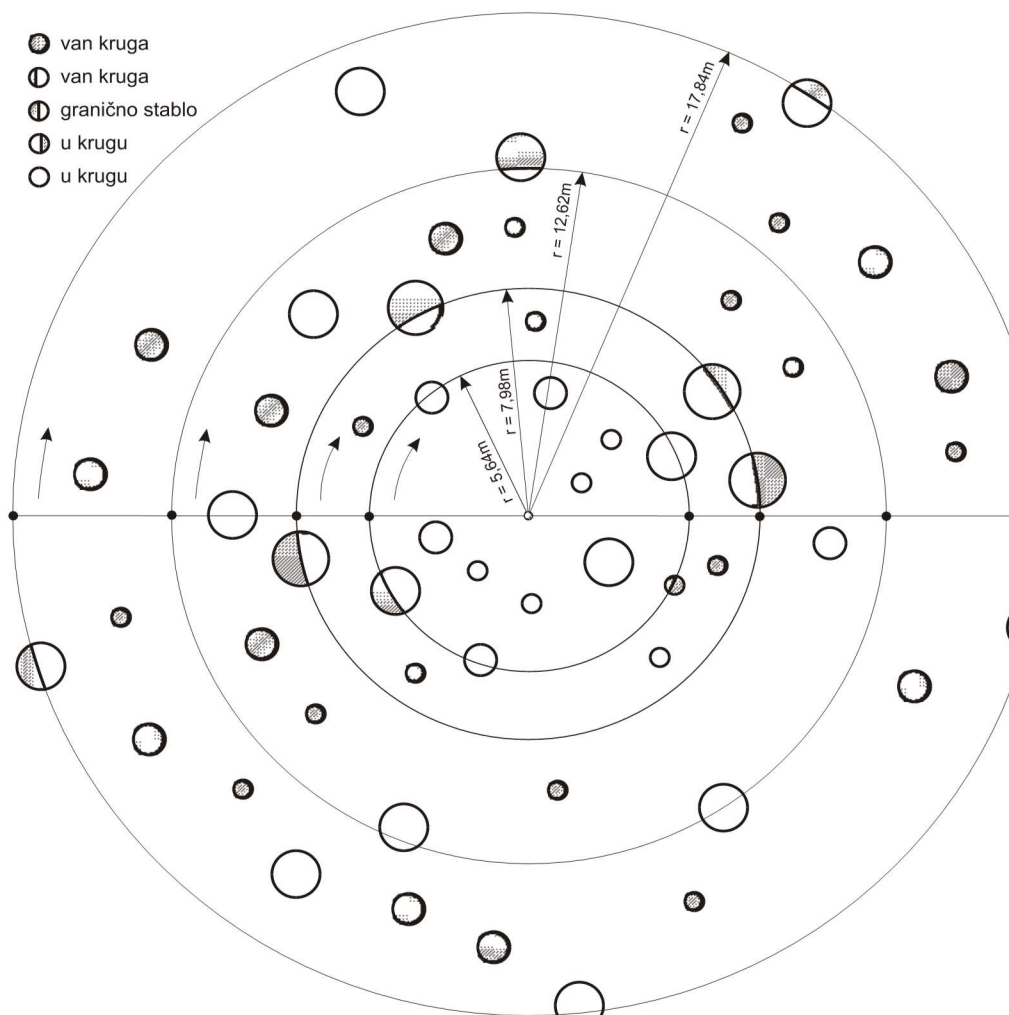 van kruga
van kruga
granično stablo
u krugu
u krugu
r = 17,84m
r = 12,62m
r = 7,98m
r = 5,64m